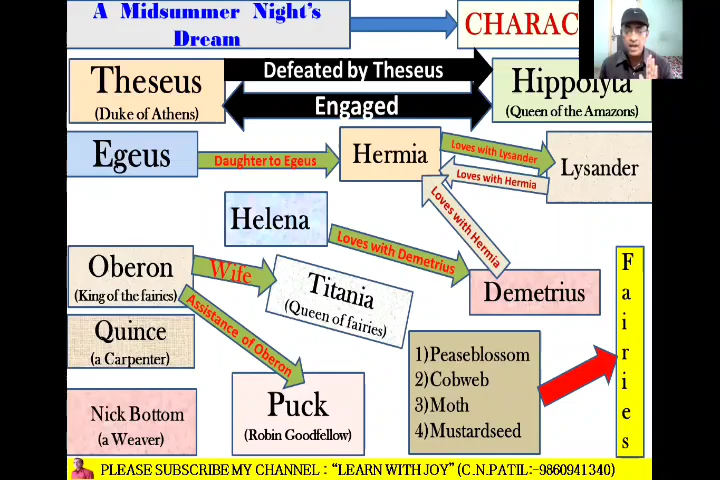 A Midsummer Night's
Dream
CHARAC
Theseus
(Duke of Athens)
Defeated by Theseus
Engaged
Hippolyta
(Queen of the Amazons)
Egeus
Daughter to Egeus
Hermia
Loves with Lysander
Loves with Hermia
Lysander
Helena
Loves with Demetrius
Loves with Hermia
Demetrius
Oberon
(King of the fairies)
Wife
Titania
(Queen of fairies)
Assistance of Oberon
Quince
(a Carpenter)
Puck
(Robin Goodfellow)
Nick Bottom
(a Weaver)
1)Peaseblossom
2)Cobweb
3)Moth
4)Mustardseed
Fairies
PLEASE SUBSCRIBE MY CHANNEL : "LEARN WITH JOY" (C.N.PATIL:-9860941340)